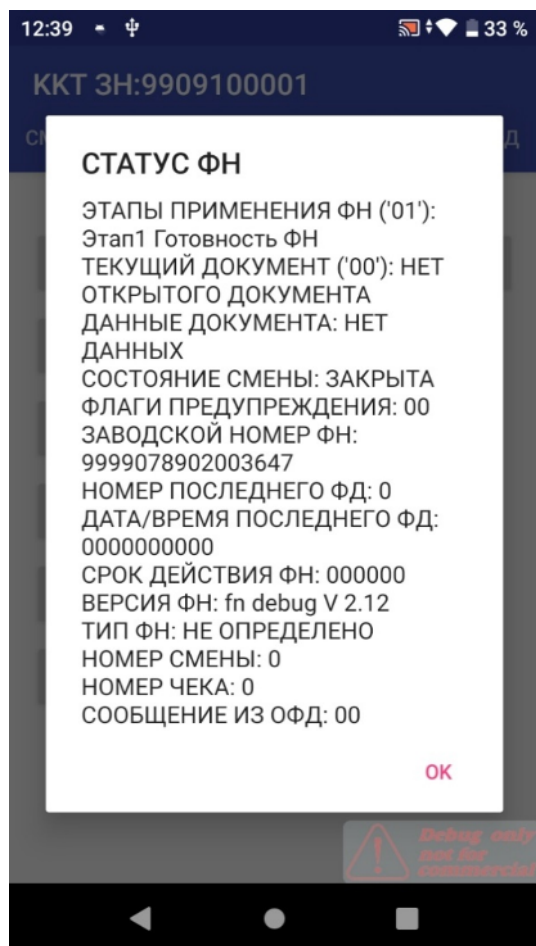 12:39
33 %
ККТ ЗН:9909100001
Д
СТАТУС ФН
ЭТАПЫ ПРИМЕНЕНИЯ ФН ('01'):
Этап1 Готовность ФН
ТЕКУЩИЙ ДОКУМЕНТ ('00'): НЕТ
ОТКРЫТОГО ДОКУМЕНТА
ДАННЫЕ ДОКУМЕНТА: НЕТ
ДАННЫХ
СОСТОЯНИЕ СМЕНЫ: ЗАКРЫТА
ФЛАГИ ПРЕДУПРЕЖДЕНИЯ: 00
ЗАВОДСКОЙ НОМЕР ФН:
9999078902003647
НОМЕР ПОСЛЕДНЕГО ФД: 0
ДАТА/ВРЕМЯ ПОСЛЕДНЕГО ФД:
0000000000
СРОК ДЕЙСТВИЯ ФН: 000000
ВЕРСИЯ ФН: fn debug V 2.12
ТИП ФН: НЕ ОПРЕДЕЛЕНО
НОМЕР СМЕНЫ: 0
НОМЕР ЧЕКА: 0
СООБЩЕНИЕ ИЗ ОФД: 00
ОК
Debug only
not for
commercial